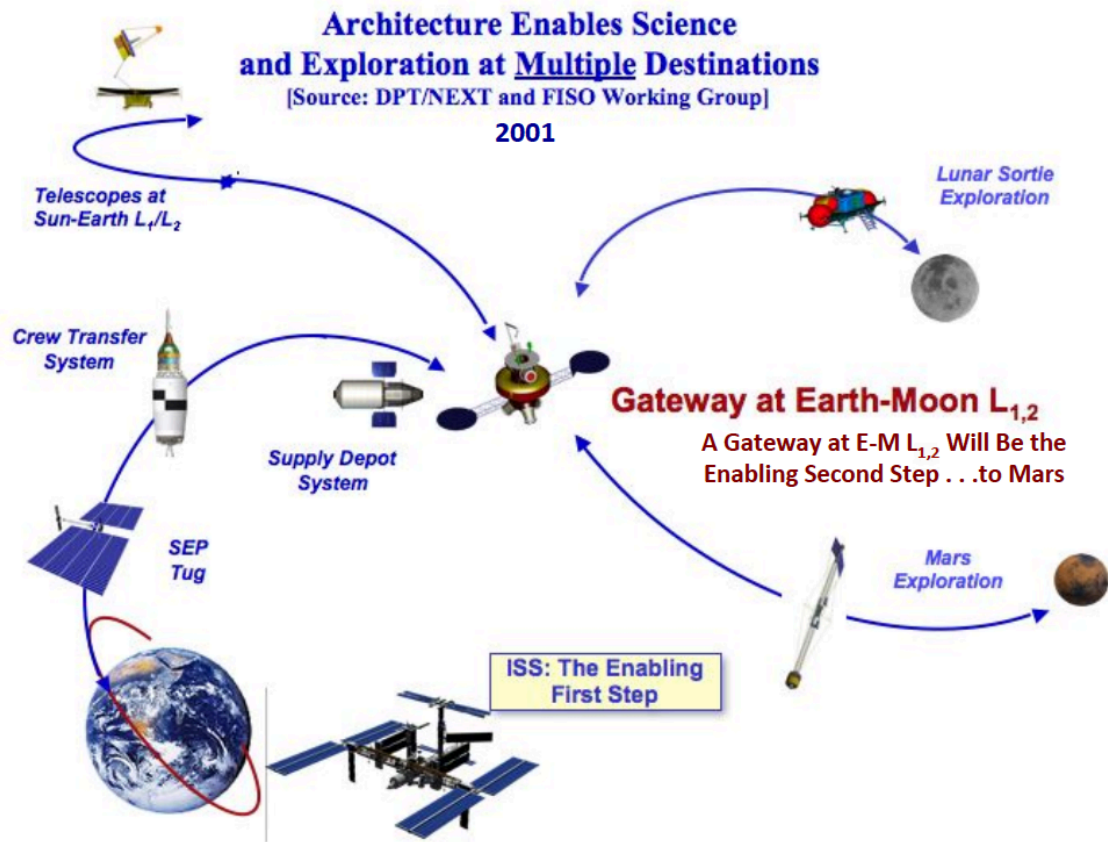 Architecture Enables Science
and Exploration at Multiple Destinations
[Source: DPT/NEXT and FISO Working Group]
2001
Telescopes at
Sun-Earth L₁/L₂
Lunar Sortie
Exploration
Crew Transfer
System
Supply Depot
System
Gateway at Earth-Moon L₁,₂
A Gateway at E-M L₁,₂ Will Be the
Enabling Second Step . . .to Mars
SEP
Tug
Mars
Exploration
ISS: The Enabling
First Step